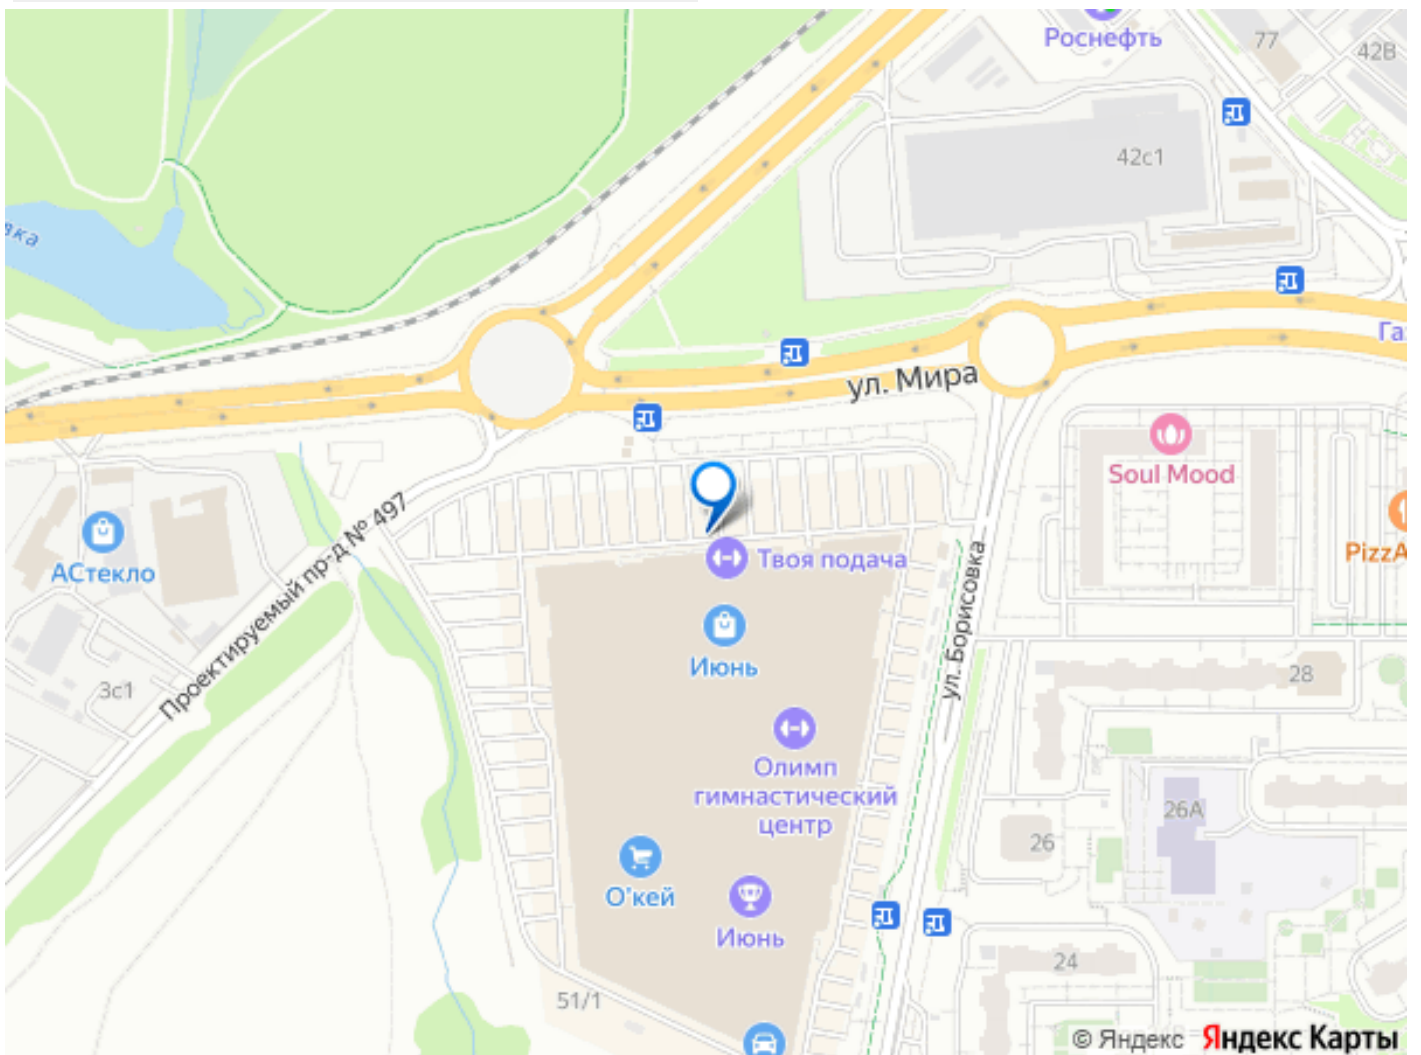 Роснефть
77
42В
42с1
вка
Га
ул. Мира
Soul Mood
Проектируемый пр-д № 497
АСтекло
PizzA
Твоя подача
ул. Борисовка
Июнь
28
3с1
Олимп
гимнастический
центр
26А
26
О'кей
Июнь
24
51/1
© Яндекс Яндекс Карты